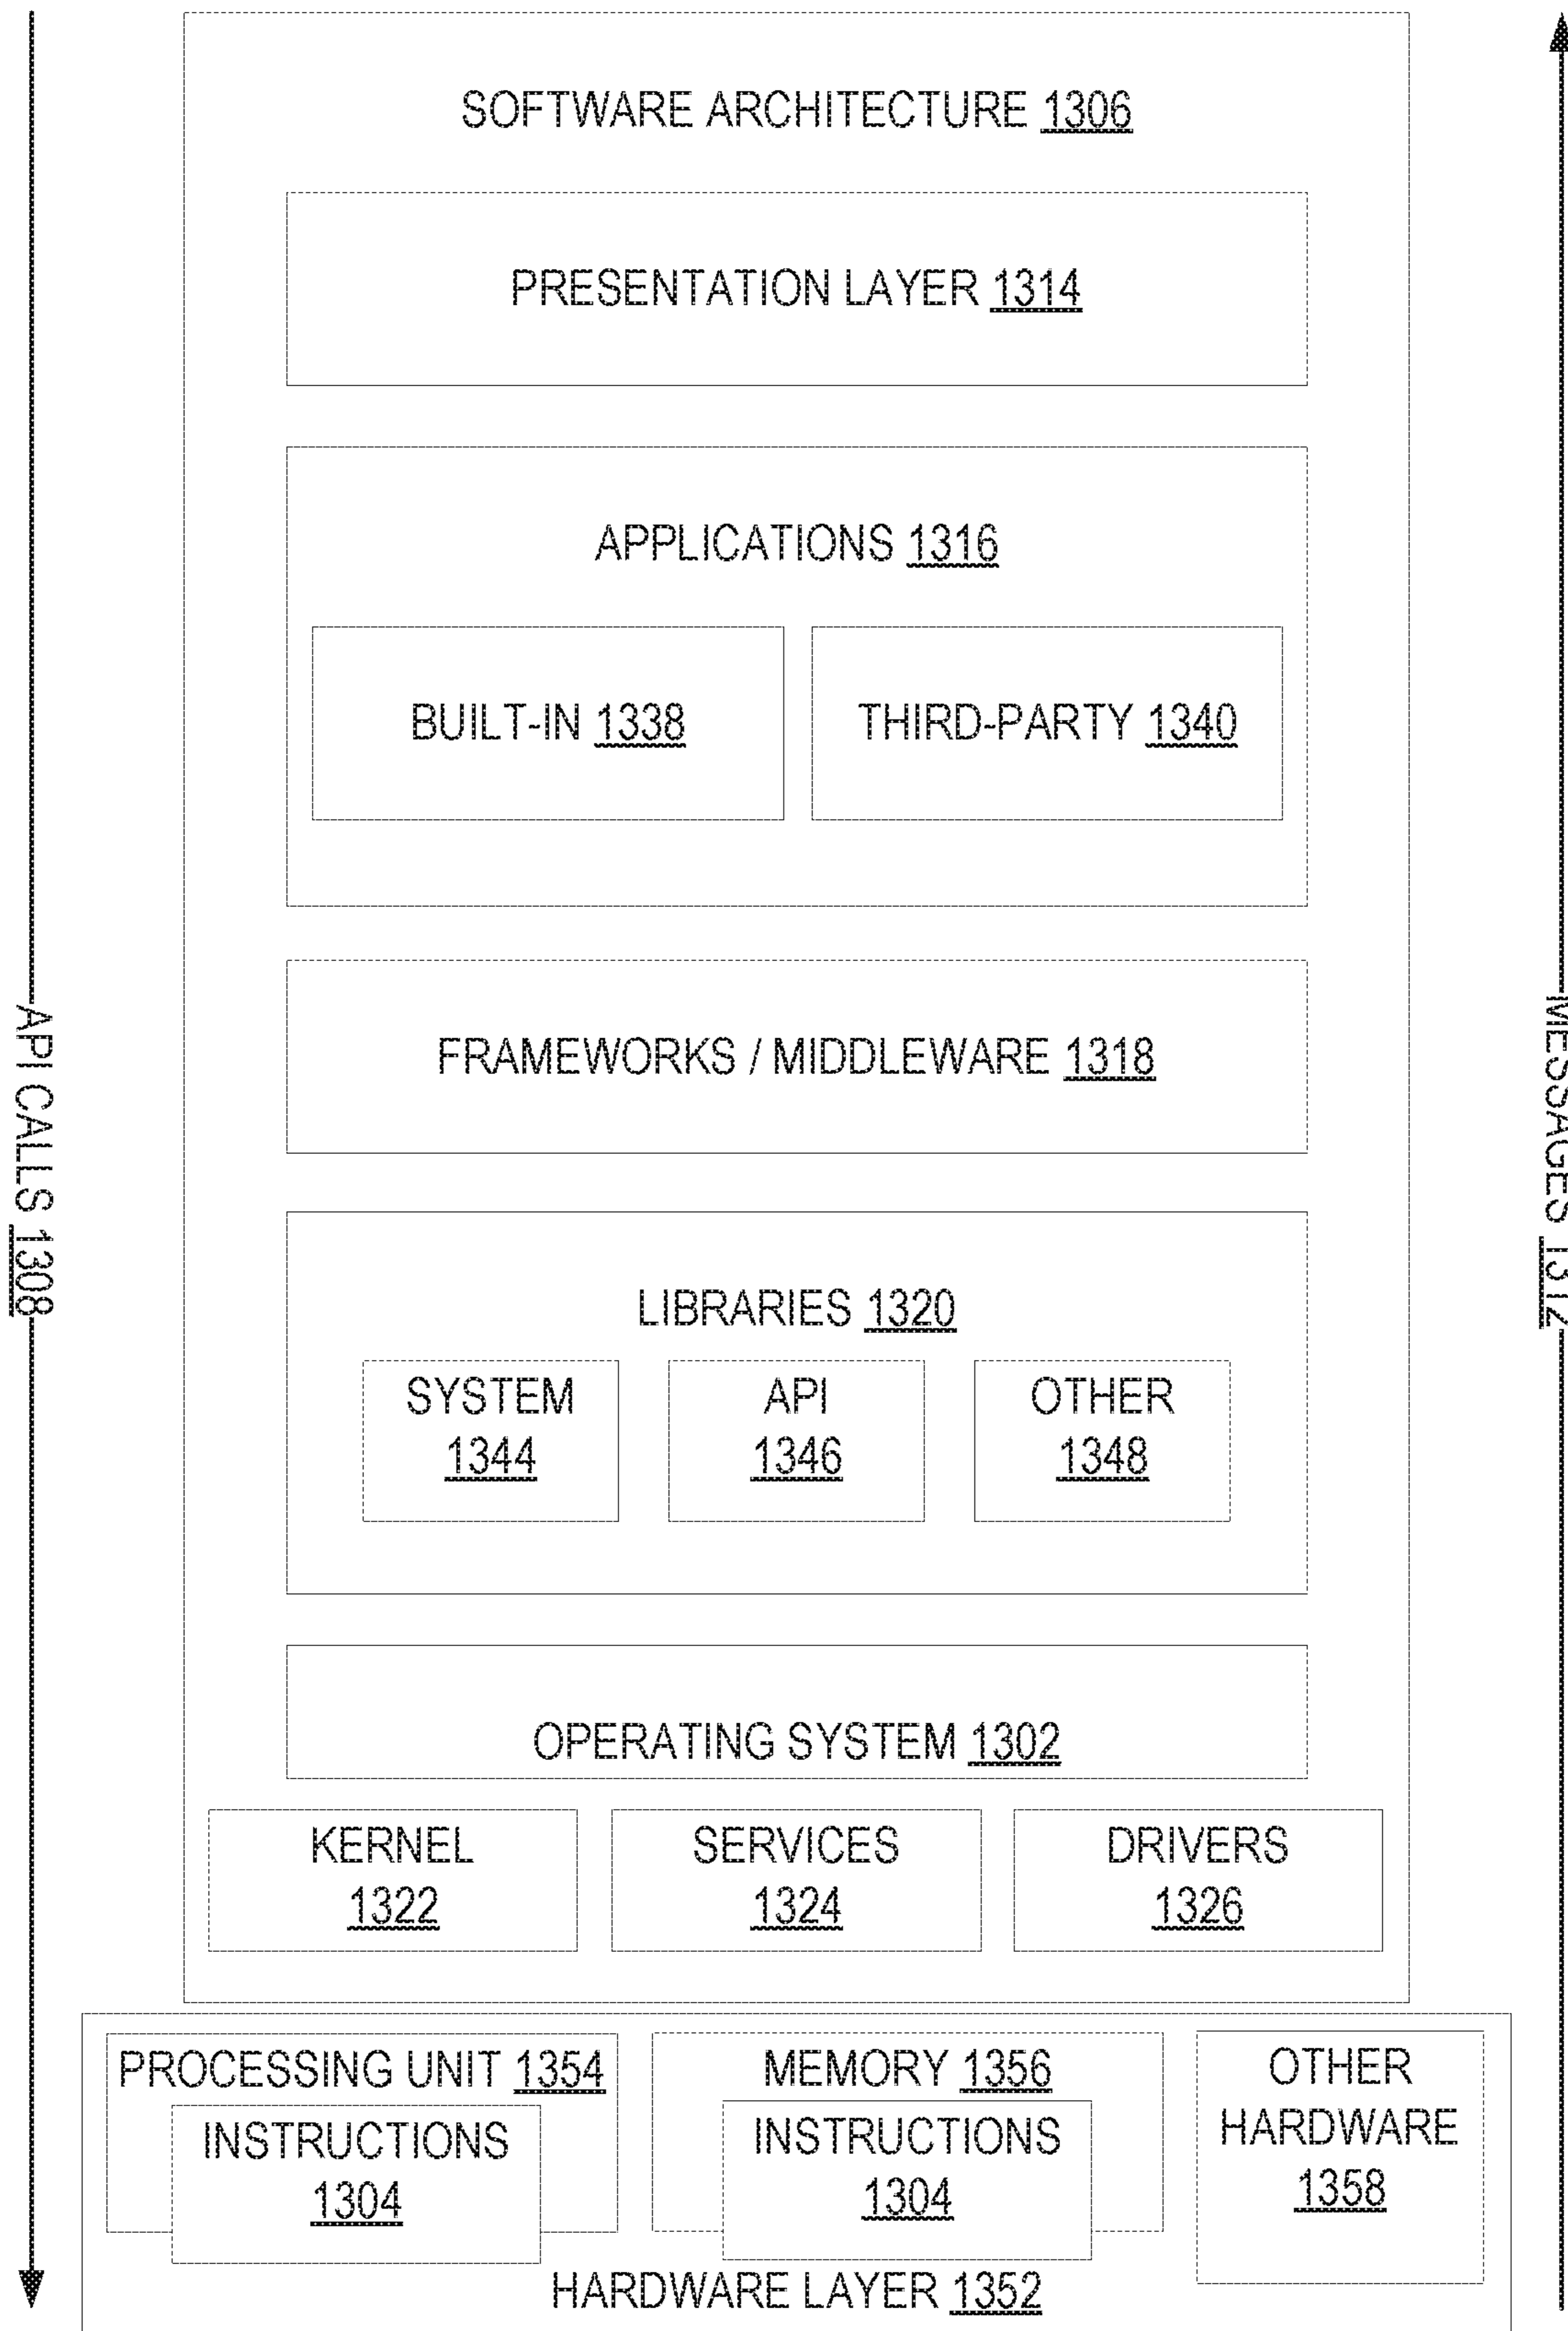 SOFTWARE ARCHITECTURE 1306
PRESENTATION LAYER 1314
APPLICATIONS 1316
BUILT-IN 1338
THIRD-PARTY 1340
FRAMEWORKS / MIDDLEWARE 1318
API CALLS 1308
MESSAGES 1312
LIBRARIES 1320
SYSTEM
1344
API
1346
OTHER
1348
OPERATING SYSTEM 1302
KERNEL
1322
SERVICES
1324
DRIVERS
1326
PROCESSING UNIT 1354
INSTRUCTIONS
1304
MEMORY 1356
INSTRUCTIONS
1304
OTHER
HARDWARE
1358
HARDWARE LAYER 1352